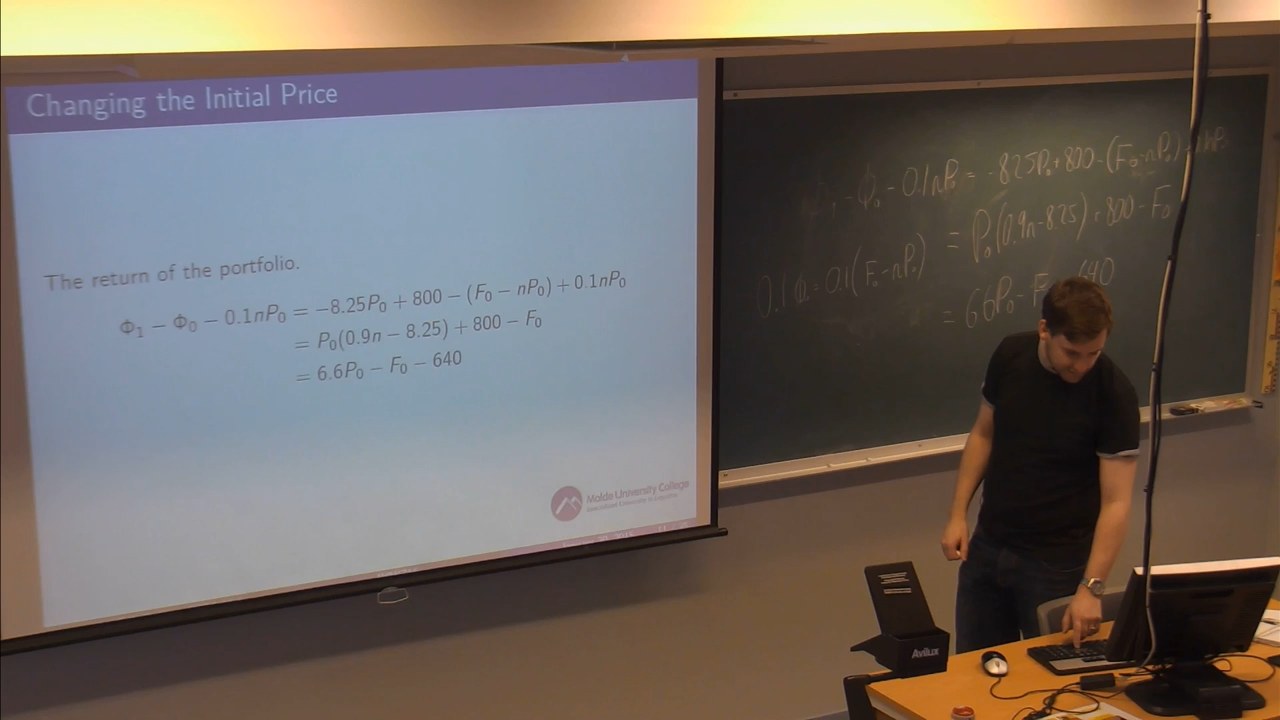 Changing the Initial Price
The return of the portfolio.
Φ₁ − Φ₀ − 0.1nP₀ = −8.25P₀ + 800 − (F₀ − nP₀) + 0.1nP₀
= P₀(0.9n − 8.25) + 800 − F₀
= 6.6P₀ − F₀ − 640
Molde University College
Φ₁ - Φ₀ - 0.1nP₀ = -8.25P₀ + 800 - (F₀ - nP₀)
= P₀(0.9n - 8.25) + 800 - F₀
0.1 Φ₀ = 0.1(F₀ - nP₀)
= 6.6P₀ - F 640
Avilux